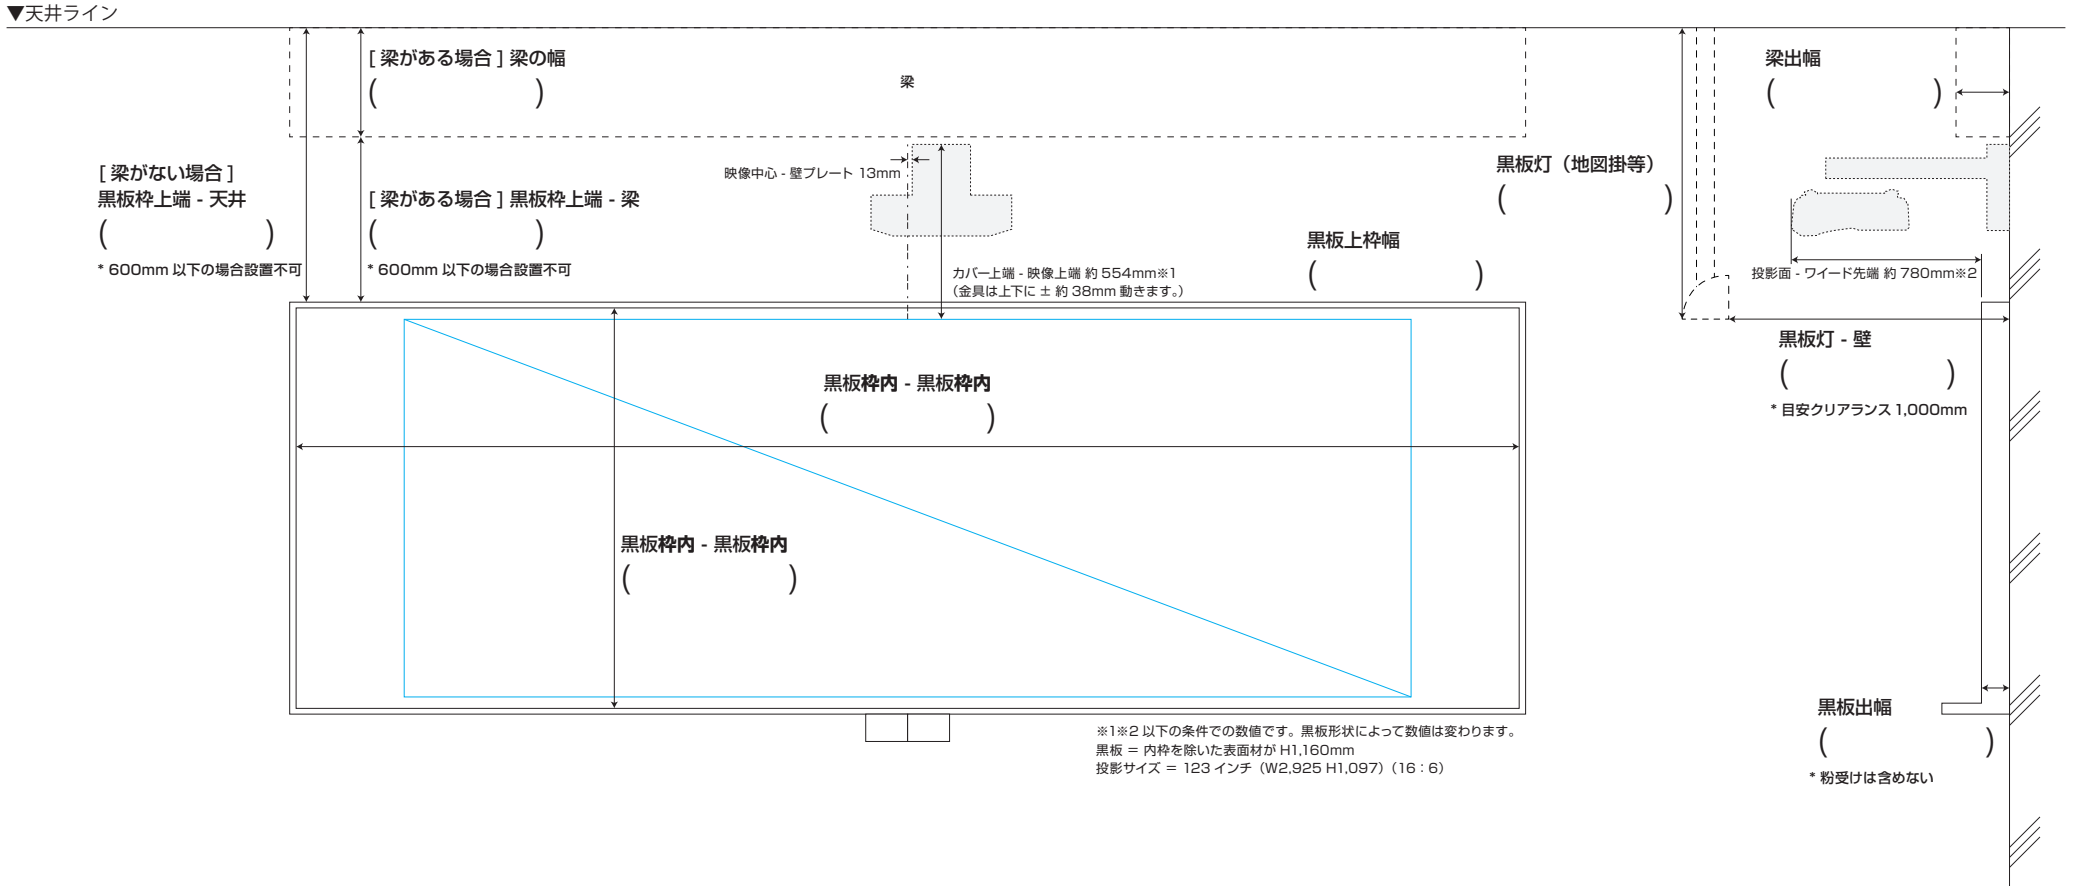 ▼天井ライン
[ 梁がある場合 ] 梁の幅
(　　　　)
梁
梁出幅
(　　　　)
[ 梁がない場合 ]
黒板枠上端 - 天井
(　　　　)
* 600mm 以下の場合設置不可
[ 梁がある場合 ] 黒板枠上端 - 梁
(　　　　)
* 600mm 以下の場合設置不可
映像中心 - 壁プレート 13mm
カバー上端 - 映像上端 約 554mm※1
（金具は上下に ± 約 38mm 動きます。）
黒板上枠幅
(　　　　)
黒板灯（地図掛等）
(　　　　)
投影面 - ワイード先端 約 780mm※2
黒板灯 - 壁
(　　　　)
* 目安クリアランス 1,000mm
黒板枠内 - 黒板枠内
(　　　　)
黒板枠内 - 黒板枠内
(　　　　)
※1※2 以下の条件での数値です。黒板形状によって数値は変わります。
黒板 ＝ 内枠を除いた表面材が H1,160mm
投影サイズ ＝ 123 インチ（W2,925 H1,097）（16：6）
黒板出幅
(　　　　)
* 粉受けは含めない